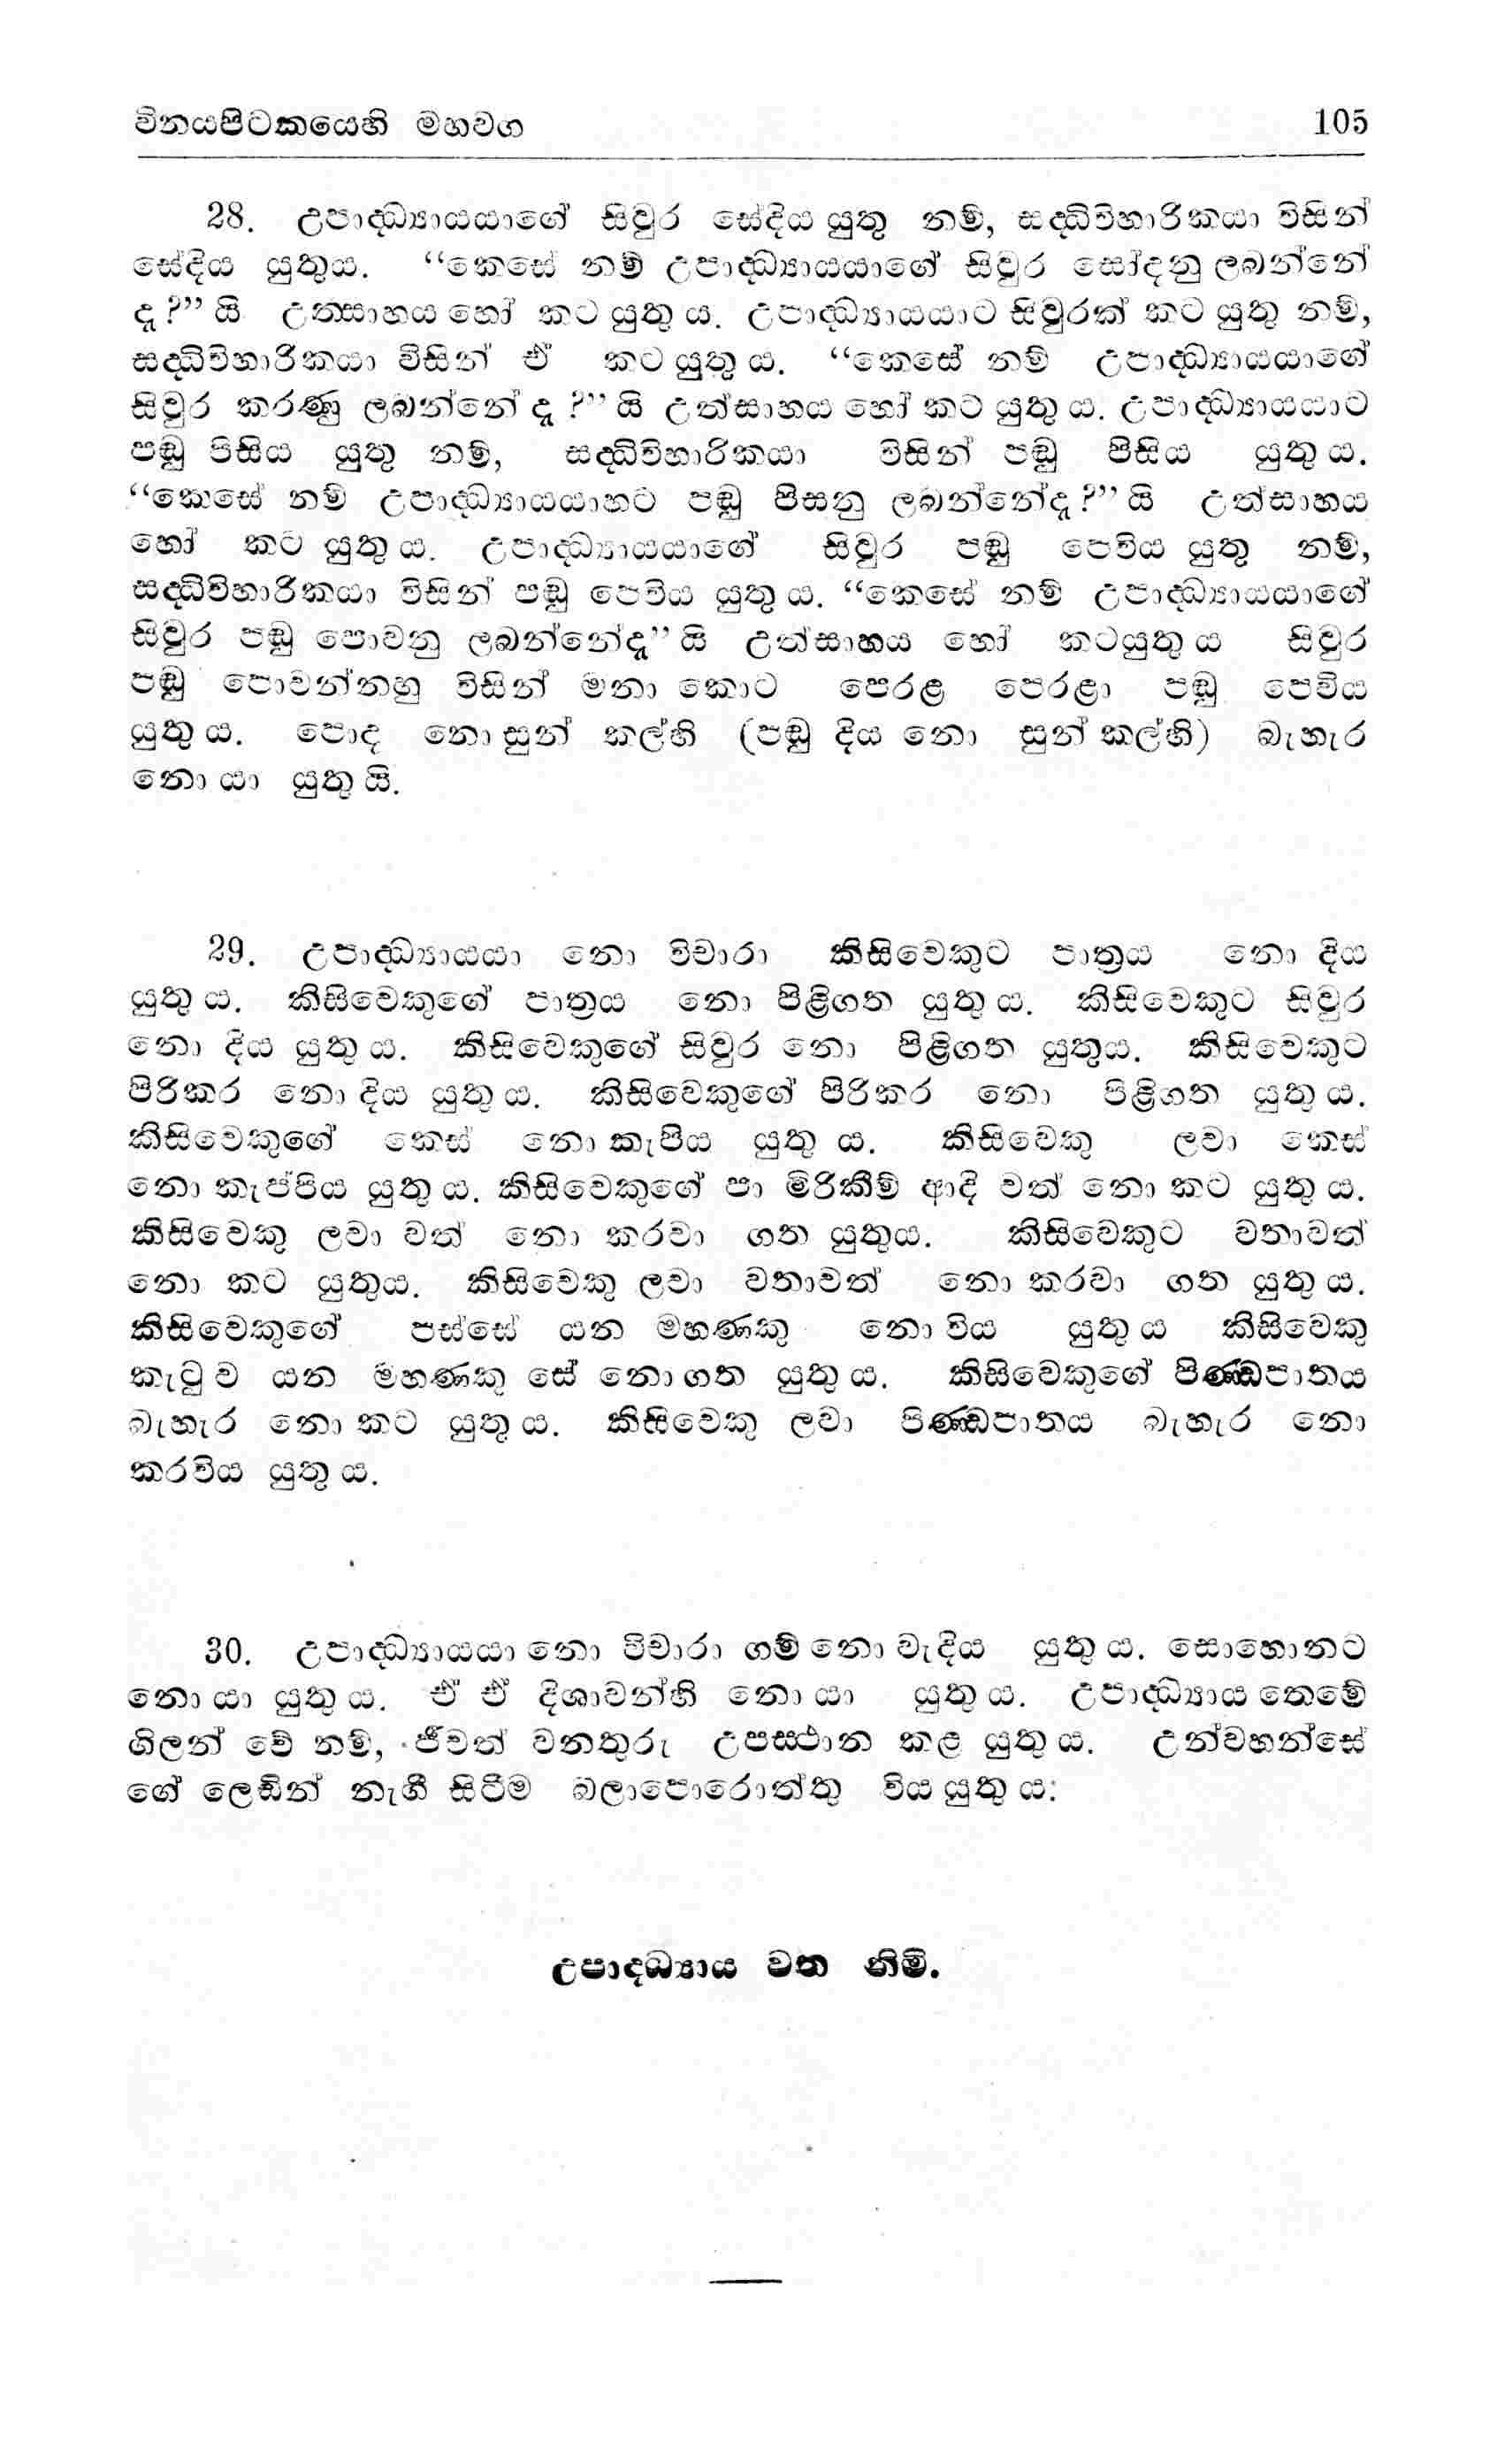 විනයපිටකයෙහි මහවග 105
28. උපාද්ධ්‍යායයාගේ සිවුර සේදිය යුතු නම්, සද්ධිවිහාරිකයා විසින්
සේදිය යුතුය. “කෙසේ නම් උපාද්ධ්‍යායයාගේ සිවුර සෝදනු ලබන්නේ
ද?” යි උත්සාහය හෝ කට යුතු ය. උපාද්ධ්‍යායයාට සිවුරක් කට යුතු නම්,
සද්ධිවිහාරිකයා විසින් ඒ කට යුතු ය. “කෙසේ නම් උපාද්ධ්‍යායයාගේ
සිවුර කරණු ලබන්නේ ද ?” යි උත්සාහය හෝ කට යුතු ය. උපාද්ධ්‍යායයාට
පඬු පිසිය යුතු නම්, සද්ධිවිහාරිකයා විසින් පඬු පිසිය යුතු ය.
“කෙසේ නම් උපාද්ධ්‍යායයාහට පඬු පිසනු ලබන්නේද?” යි උත්සාහය
හෝ කට යුතු ය. උපාද්ධ්‍යායයාගේ සිවුර පඬු පෙවිය යුතු නම්,
සද්ධිවිහාරිකයා විසින් පඬු පෙවිය යුතු ය. “කෙසේ නම් උපාද්ධ්‍යායයාගේ
සිවුර පඬු පොවනු ලබන්නේද” යි උත්සාහය හෝ කටයුතු ය සිවුර
පඬු පොවන්නහු විසින් මනා කොට පෙරළ පෙරළා පඬු පෙවිය
යුතු ය. පොද නො සුන් කල්හි (පඬු දිය නො සුන් කල්හි) බැහැර
නො යා යුතු යි.
29. උපාද්ධ්‍යායයා නො විචාරා කිසිවෙකුට පාත්‍රය නො දිය
යුතු ය. කිසිවෙකුගේ පාත්‍රය නො පිළිගත යුතු ය. කිසිවෙකුට සිවුර
නො දිය යුතු ය. කිසිවෙකුගේ සිවුර නො පිළිගත යුතුය. කිසිවෙකුට
පිරිකර නො දිය යුතු ය. කිසිවෙකුගේ පිරිකර නො පිළිගත යුතු ය.
කිසිවෙකුගේ කෙස් නො කැපිය යුතු ය. කිසිවෙකු ලවා කෙස්
නො කැප්පිය යුතු ය. කිසිවෙකුගේ පා මිරිකීම් ආදි වත් නො කට යුතු ය.
කිසිවෙකු ලවා වත් නො කරවා ගත යුතුය. කිසිවෙකුට වතාවත්
නො කට යුතුය. කිසිවෙකු ලවා වතාවත් නො කරවා ගත යුතු ය.
කිසිවෙකුගේ පස්සේ යන මහණකු නො විය යුතු ය කිසිවෙකු
කැටු ව යන මහණකු සේ නො ගත යුතු ය. කිසිවෙකුගේ පිණ්ඩපාතය
බැහැර නො කට යුතු ය. කිසිවෙකු ලවා පිණ්ඩපාතය බැහැර නො
කරවිය යුතු ය.
30. උපාද්ධ්‍යායයා නො විචාරා ගම් නො වැදිය යුතු ය. සොහොනට
නො යා යුතු ය. ඒ ඒ දිශාවන්හි නො යා යුතු ය. උපාද්ධ්‍යාය තෙමේ
ගිලන් වේ නම්, ජීවත් වනතුරු උපස්ථාන කළ යුතු ය. උන්වහන්සේ
ගේ ලෙඩින් නැගී සිටීම බලාපොරොත්තු විය යුතු ය:
උපාදධ්‍යාය වත නිමි.